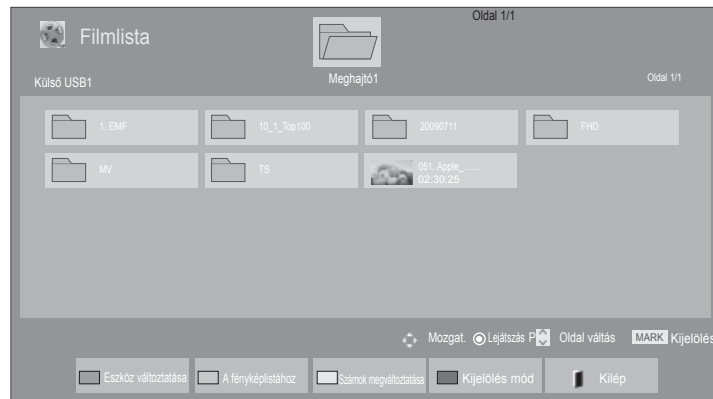 Oldal 1/1
Filmlista
Meghajtó1
Külső USB1
Oldal 1/1
1. EMF
10_1_Top100
20090711
FHD
MV
TS
051. Apple_ ......
02:30:25
Mozgat. Lejátszás P Oldal váltás MARK Kijelölés
Eszköz változtatása A fényképlistához Számok megváltoztatása Kijelölés mód Kilép